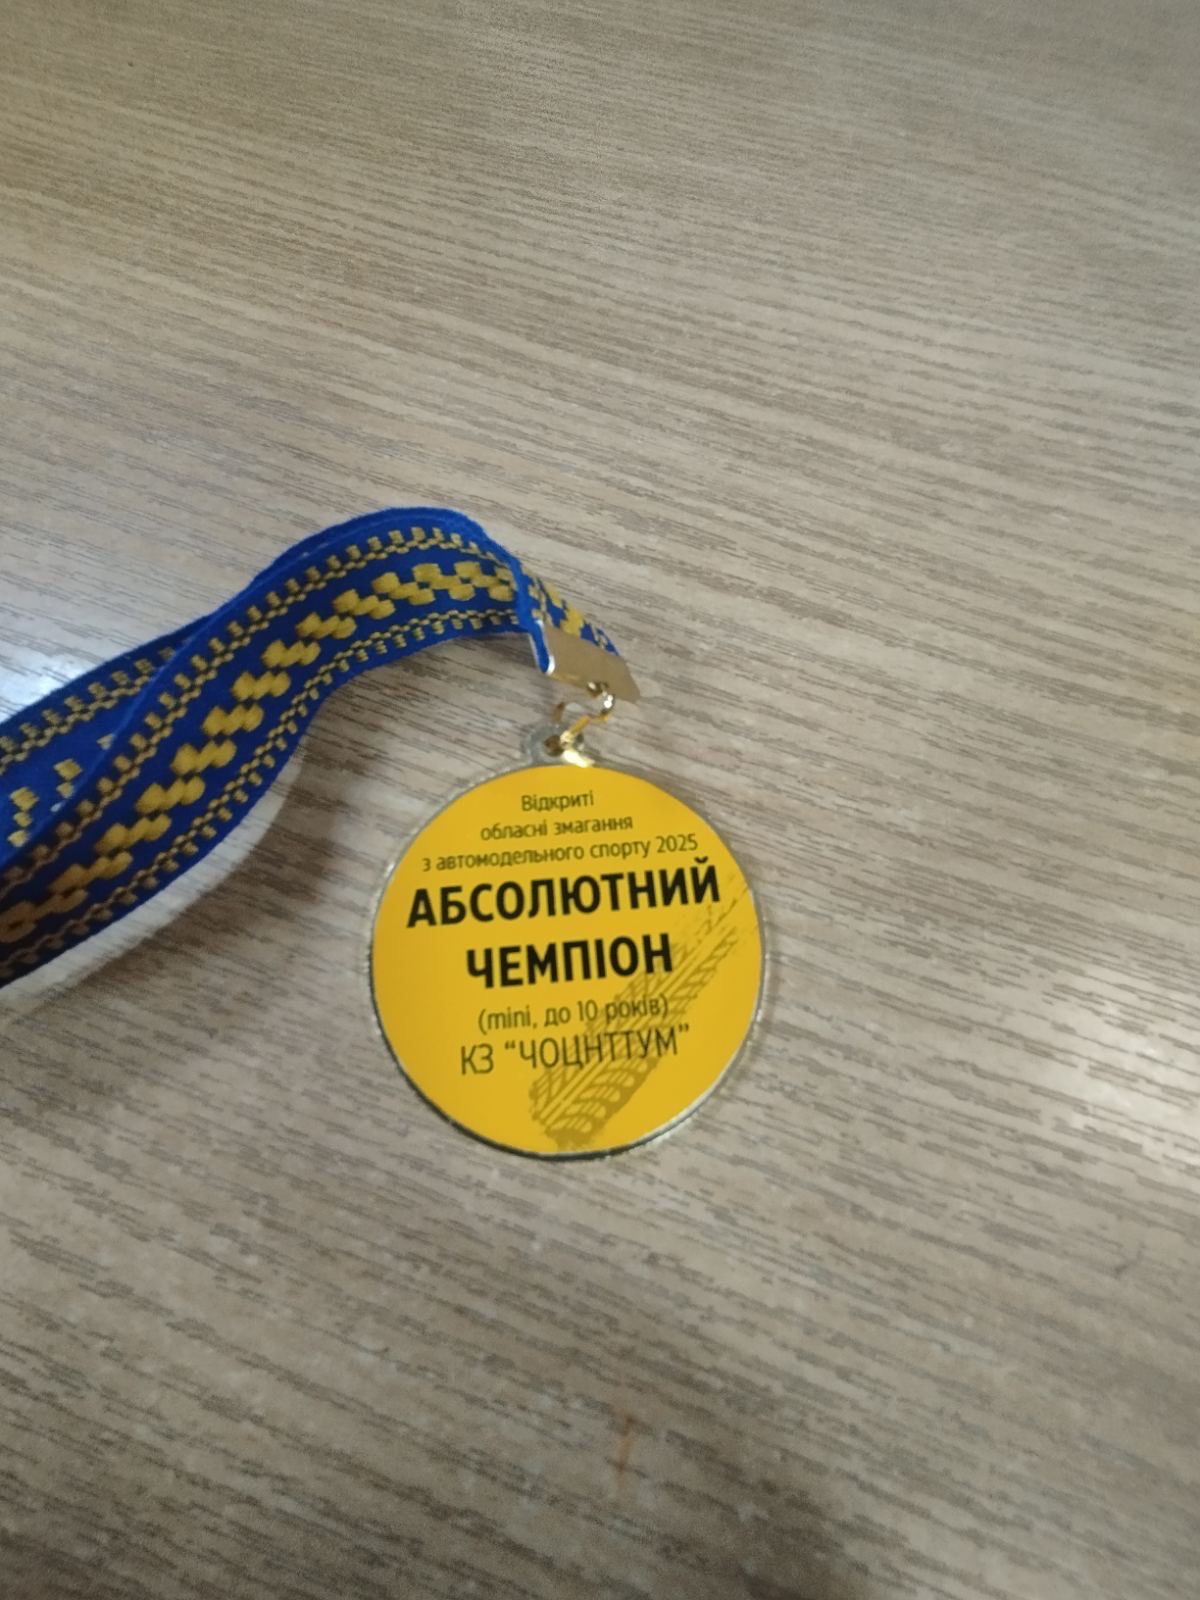 Відкриті
обласні змагання
з автомодельного спорту 2025
АБСОЛЮТНИЙ
ЧЕМПІОН
(mini, до 10 років)
КЗ “ЧОЦНТТУМ”